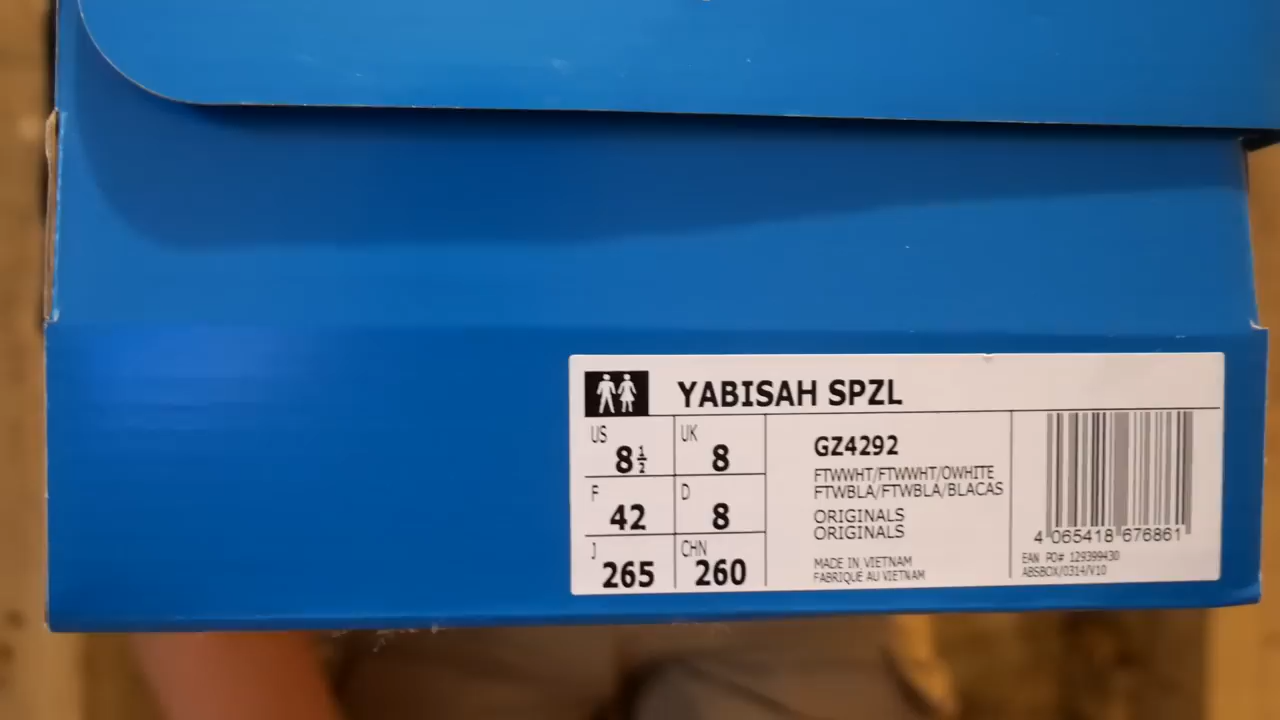 YABISAH SPZL
US 8½ UK 8
F 42 D 8
J 265 CHN 260
GZ4292
FTWWHT/FTWWHT/OWHITE
FTWBLA/FTWBLA/BLACAS
ORIGINALS
ORIGINALS
MADE IN VIETNAM
FABRIQUE AU VIETNAM
4 065418 676861
EAN PO# 129399430
ABSBOX/0314/V10